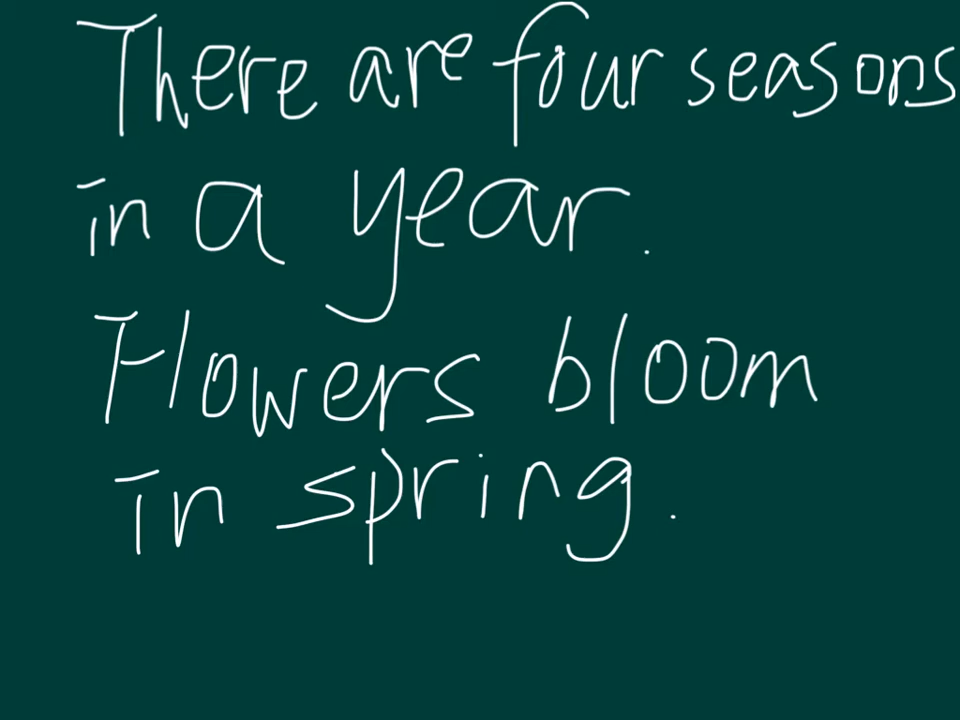 There are four seasons
in a year.
Flowers bloom
in spring.